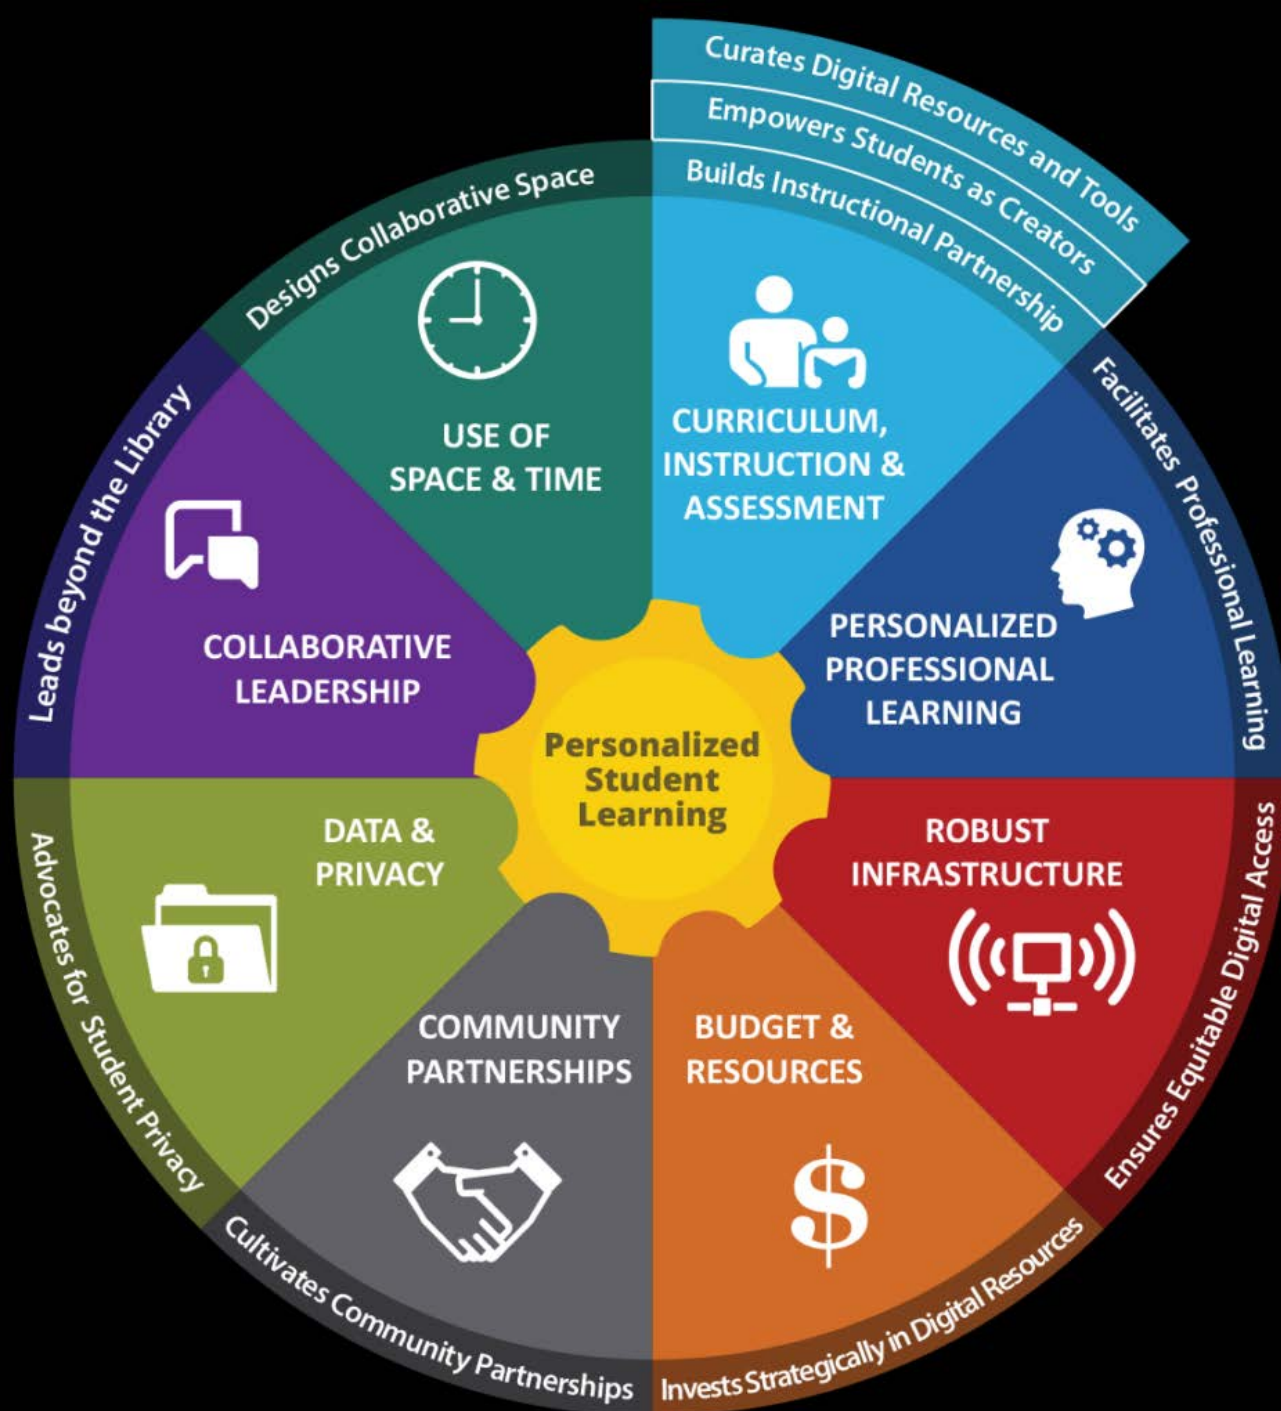 Curates Digital Resources and Tools
Empowers Students as Creators
Builds Instructional Partnership
CURRICULUM,
INSTRUCTION &
ASSESSMENT
Facilitates Professional Learning
PERSONALIZED
PROFESSIONAL
LEARNING
Ensures Equitable Digital Access
ROBUST
INFRASTRUCTURE
Invests Strategically in Digital Resources
BUDGET &
RESOURCES
$
Cultivates Community Partnerships
COMMUNITY
PARTNERSHIPS
Advocates for Student Privacy
DATA &
PRIVACY
Leads beyond the Library
COLLABORATIVE
LEADERSHIP
Designs Collaborative Space
USE OF
SPACE & TIME
Personalized
Student
Learning